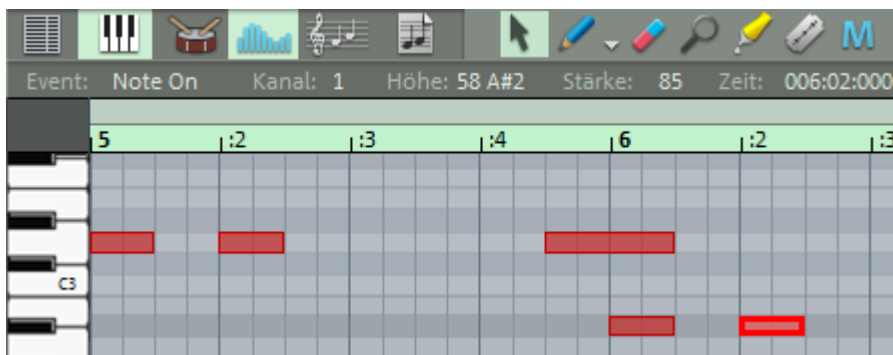 M
Event: Note On Kanal: 1 Höhe: 58 A#2 Stärke: 85 Zeit: 006:02:000
5 :2 :3 :4 6 :2 :3
C3